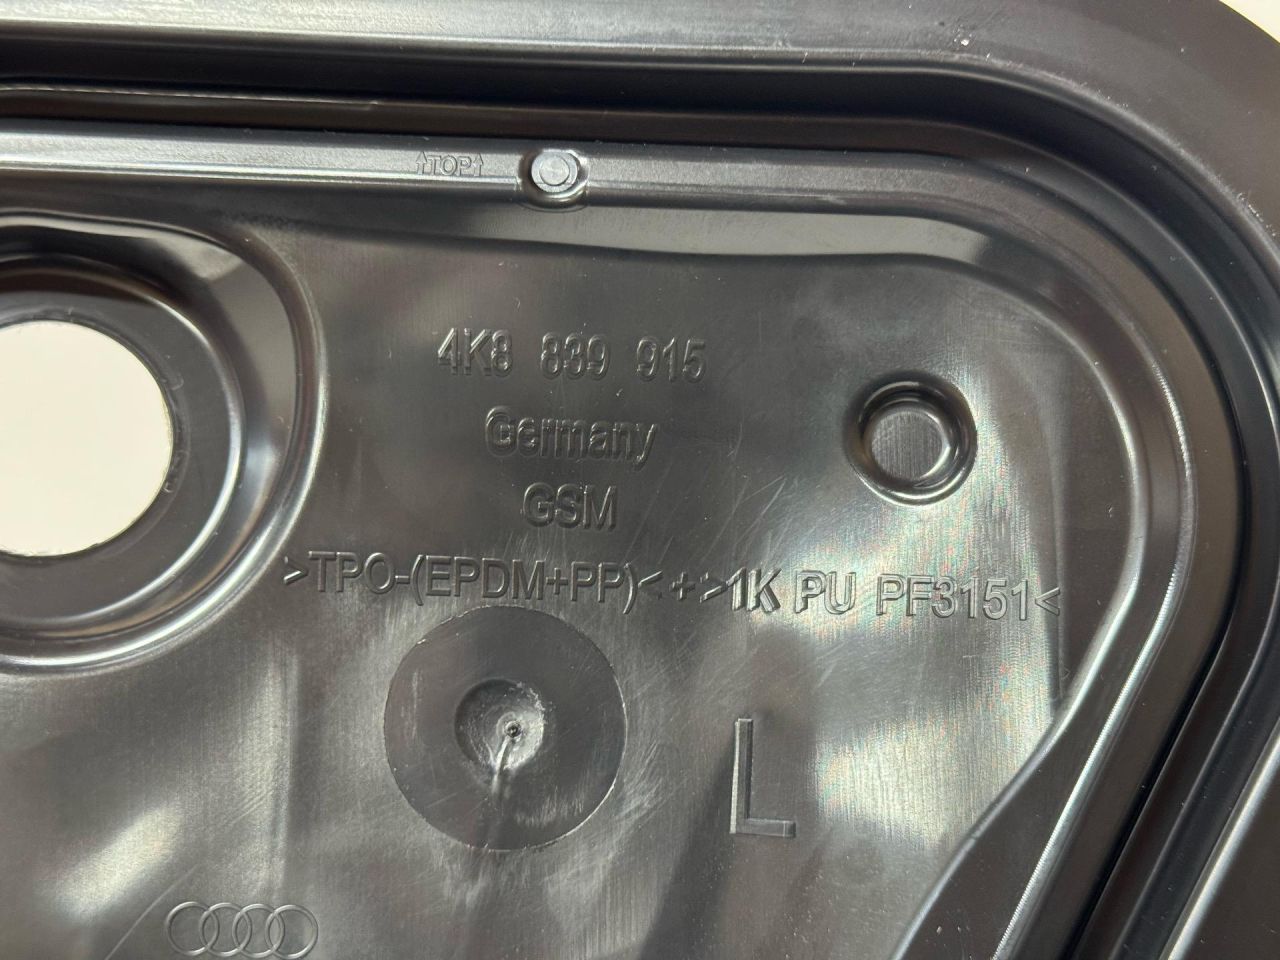 ↑TOP↑
4K8 839 915
Germany
GSM
>TPO-(EPDM+PP)<+>1K PU PF3151<
L